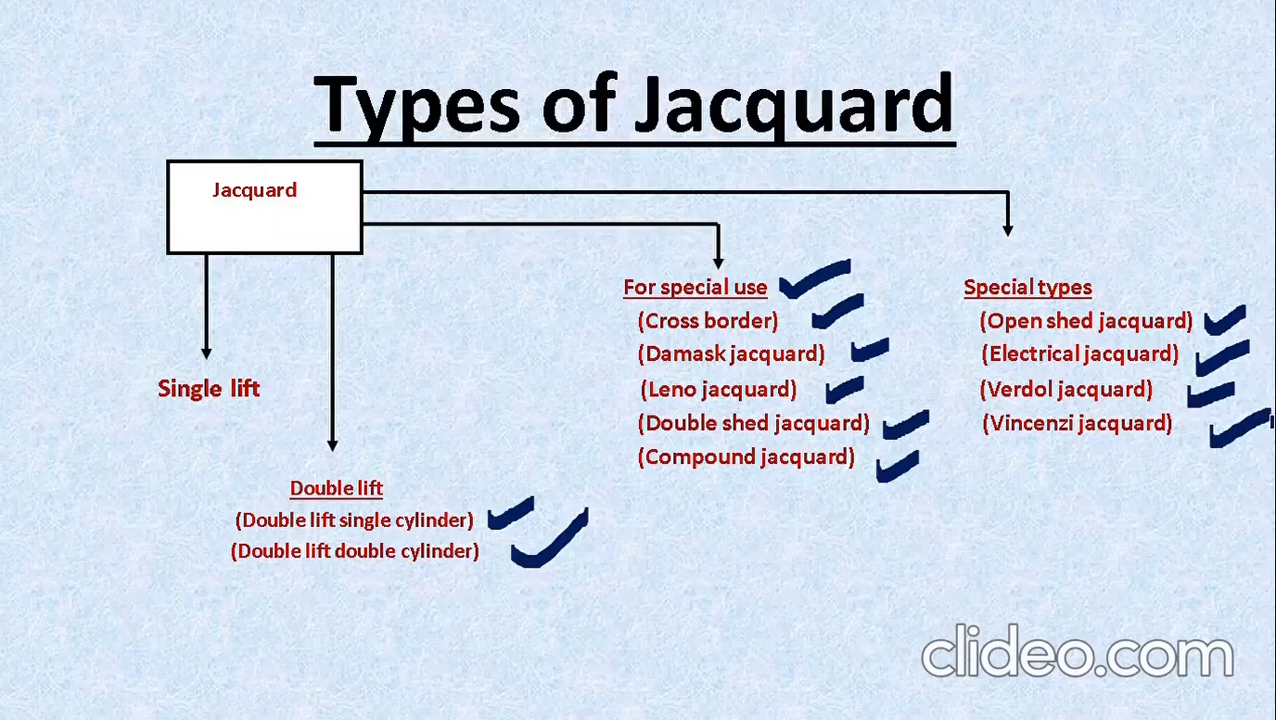 Types of Jacquard
Jacquard
Single lift
Double lift
(Double lift single cylinder)
(Double lift double cylinder)
For special use
(Cross border)
(Damask jacquard)
(Leno jacquard)
(Double shed jacquard)
(Compound jacquard)
Special types
(Open shed jacquard)
(Electrical jacquard)
(Verdol jacquard)
(Vincenzi jacquard)
clideo.com